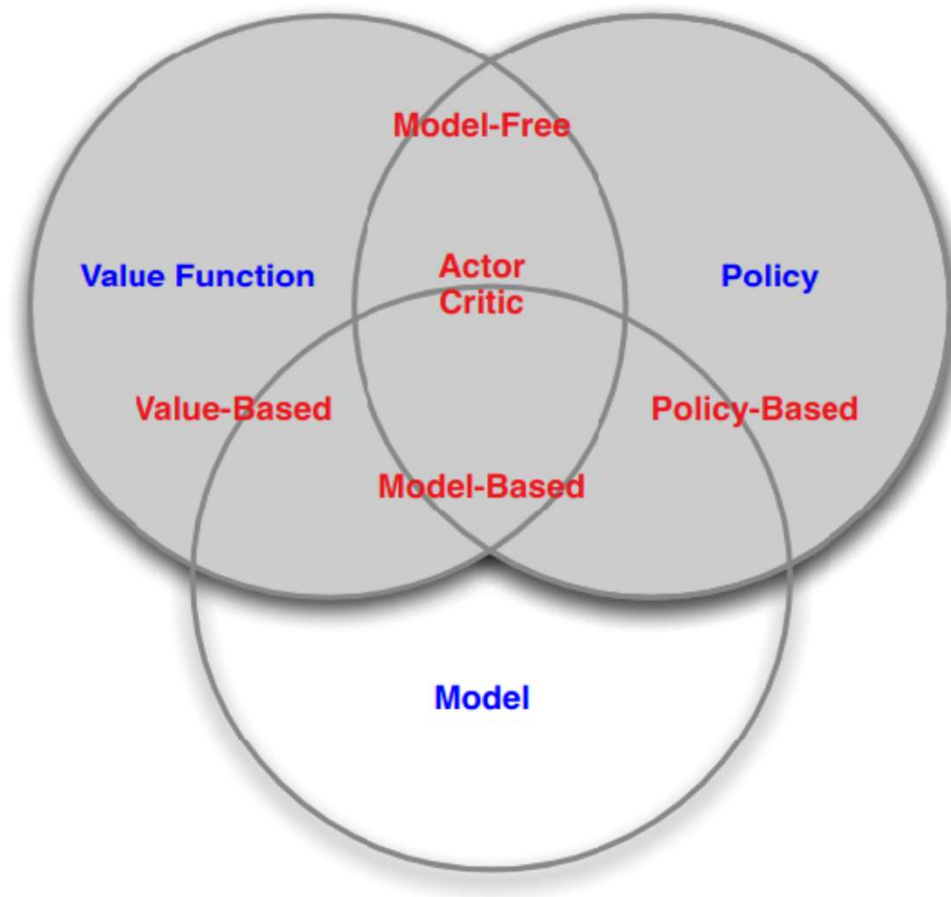 Model-Free
Value Function
Actor
Critic
Policy
Value-Based
Policy-Based
Model-Based
Model